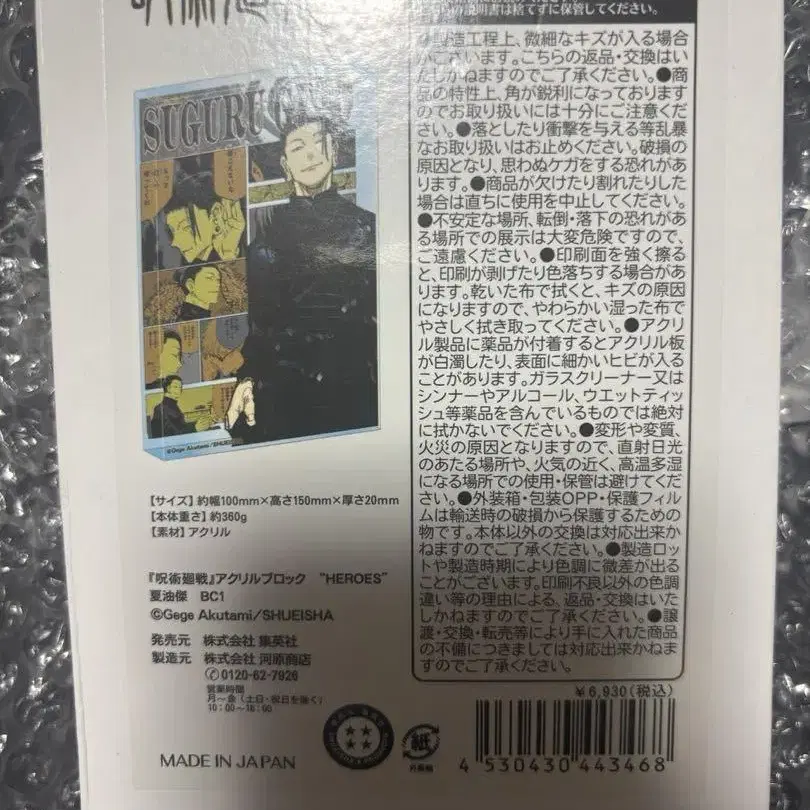 の説明書は捨てずに保管してください。
製造工程上、微細なキズが入る場合
がございます。こちらの返品・交換はい
たしかねますのでご了承ください。●商
品の特性上、角が鋭利になっております
のでお取り扱いには十分にご注意くだ
さい。●落としたり衝撃を与える等乱暴
なお取り扱いはお止めください。破損の
原因となり、思わぬケガをする恐れがあ
ります。●商品が欠けたり割れたりした
場合は直ちに使用を中止してください。
●不安定な場所、転倒・落下の恐れがあ
る場所での展示は大変危険ですので、
ご遠慮ください。●印刷面を強く擦る
と、印刷が剥げたり色落ちする場合があ
ります。乾いた布で拭くと、キズの原因
になりますので、やわらかい湿った布で
やさしく拭き取ってください。●アクリ
ル製品に薬品が付着するとアクリル板
が白濁したり、表面に細かいヒビが入る
ことがあります。ガラスクリーナー又は
シンナーやアルコール、ウエットティッ
シュ等薬品を含んでいるものでは絶対
に拭かないでください。●変形や変質、
火災の原因となりますので、直射日光
のあたる場所や、火気の近く、高温多湿
になる場所での使用・保管は避けてくだ
さい。●外装箱・包装OPP・保護フィル
ムは輸送時の破損から保護するための
物です。本体以外の交換は対応出来か
ねますのでご了承ください。●製造ロッ
トや製造時期により色調に微差が出る
ことがございます。印刷不良以外の色調
違い等の理由による、返品・交換はいた
しかねますのでご了承ください。●譲
渡・交換・転売等により手に入れた商品
の不備につきましては対応出来かねま
すのでご了承ください。
SUGURU
©Gege Akutami/SHUEISHA
【サイズ】約幅100mm×高さ150mm×厚さ20mm
【本体重さ】約360g
【素材】アクリル
『呪術廻戦』アクリルブロック “HEROES”
夏油傑 BC1
©Gege Akutami/SHUEISHA
発売元 株式会社 集英社
製造元 株式会社 河原商店
0120-62-7926
営業時間
月〜金(土日・祝日を除く)
10:00〜16:00
MADE IN JAPAN
紙
外装箱
¥6,930(税込)
4 530430 443468